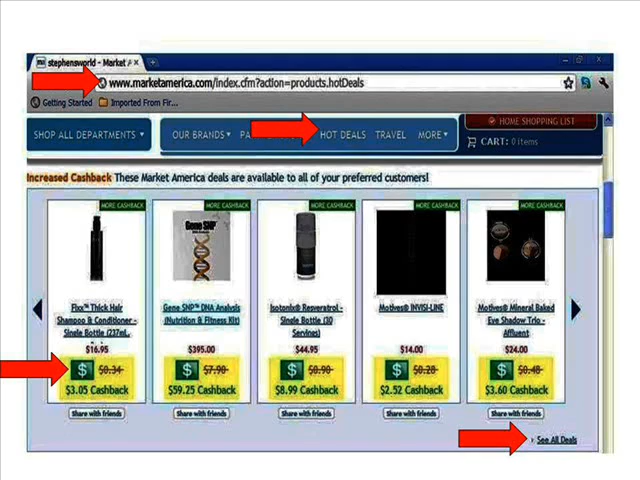 stephensworld - Market A
www.marketamerica.com/index.cfm?action=products.hotDeals
Getting Started Imported From Fir...
HOME SHOPPING LIST
SHOP ALL DEPARTMENTS OUR BRANDS HOT DEALS TRAVEL MORE
CART: 0 items
Increased Cashback These Market America deals are available to all of your preferred customers!
MORE CASHBACK MORE CASHBACK MORE CASHBACK MORE CASHBACK MORE CASHBACK
Gene SNP
Fixx™ Thick Hair Shampoo & Conditioner - Single Bottle (237mL,
$16.95
$0.34
$3.05 Cashback
Share with friends
Gene SNP™ DNA Analysis (Nutrition & Fitness Kit)
$395.00
$7.90
$59.25 Cashback
Share with friends
Isotonix® Resveratrol - Single Bottle (30 Servings)
$44.95
$0.90
$8.99 Cashback
Share with friends
Motives® INVISI-LINE
$14.00
$0.28
$2.52 Cashback
Share with friends
Motives® Mineral Baked Eye Shadow Trio - Affluent
$24.00
$0.48
$3.60 Cashback
Share with friends
See All Deals